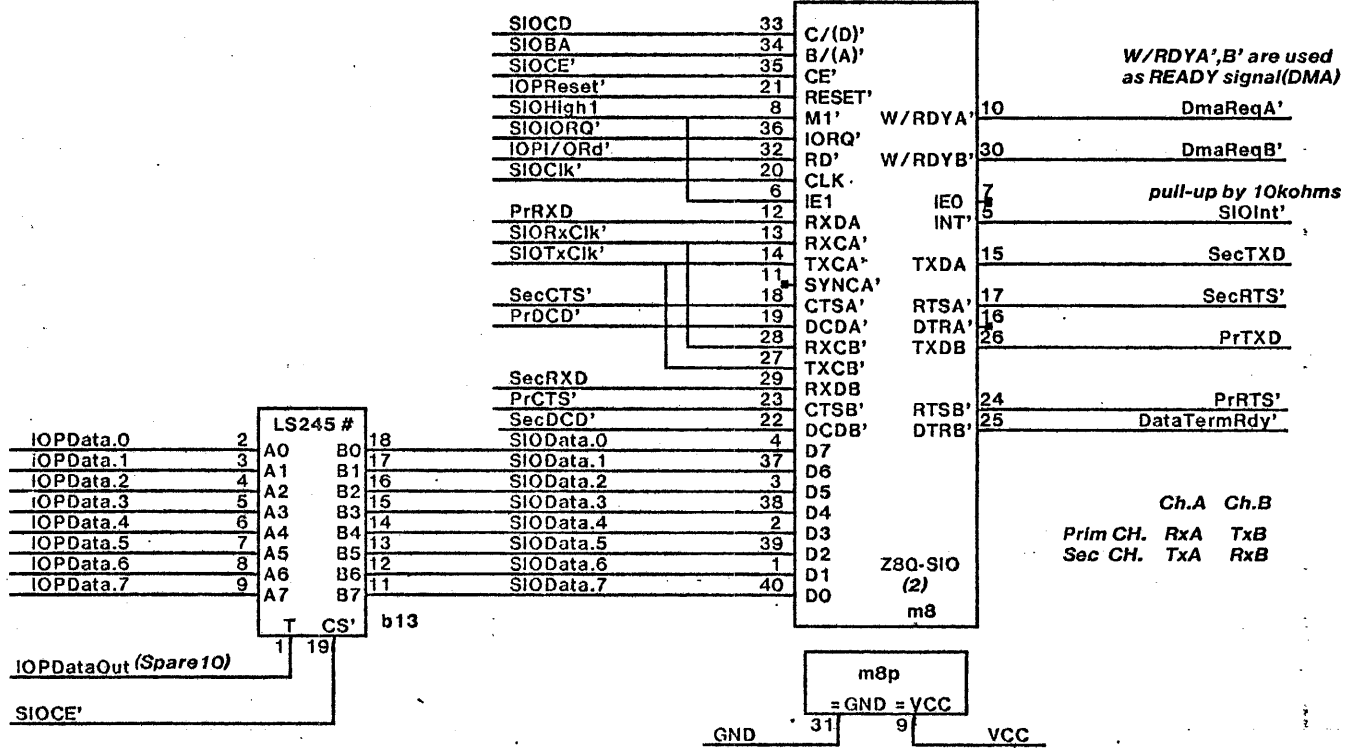 SIOCD 33 C/(D)'
SIOBA 34 B/(A)'
SIOCE' 35 CE'
IOPReset' 21 RESET'
SIOHigh1 8 M1'
SIOIORQ' 36 IORQ'
IOPI/ORd' 32 RD'
SIOClk' 20 CLK
6 IE1
PrRXD 12 RXDA
SIORxClk' 13 RXCA'
SIOTxClk' 14 TXCA'
11 SYNCA'
SecCTS' 18 CTSA'
PrDCD' 19 DCDA'
28 RXCB'
27 TXCB'
SecRXD 29 RXDB
PrCTS' 23 CTSB'
SecDCD' 22 DCDB'
SIOData.0 4 D7
SIOData.1 37 D6
SIOData.2 3 D5
SIOData.3 38 D4
SIOData.4 2 D3
SIOData.5 39 D2
SIOData.6 1 D1
SIOData.7 40 D0
W/RDYA',B' are used
as READY signal(DMA)
W/RDYA' 10 DmaReqA'
W/RDYB' 30 DmaReqB'
pull-up by 10kohms
IEO 7
INT' 5 SIOInt'
TXDA 15 SecTXD
RTSA' 17 SecRTS'
DTRA' 16
TXDB 26 PrTXD
RTSB' 24 PrRTS'
DTRB' 25 DataTermRdy'
Z80-SIO
(2)
m8
Ch.A Ch.B
Prim CH. RxA TxB
Sec CH. TxA RxB
LS245 #
IOPData.0 2 A0 B0 18
IOPData.1 3 A1 B1 17
IOPData.2 4 A2 B2 16
IOPData.3 5 A3 B3 15
IOPData.4 6 A4 B4 14
IOPData.5 7 A5 B5 13
IOPData.6 8 A6 B6 12
IOPData.7 9 A7 B7 11
T CS' b13
1 19
IOPDataOut (Spare10)
SIOCE'
m8p
=GND =VCC
31 9
GND VCC